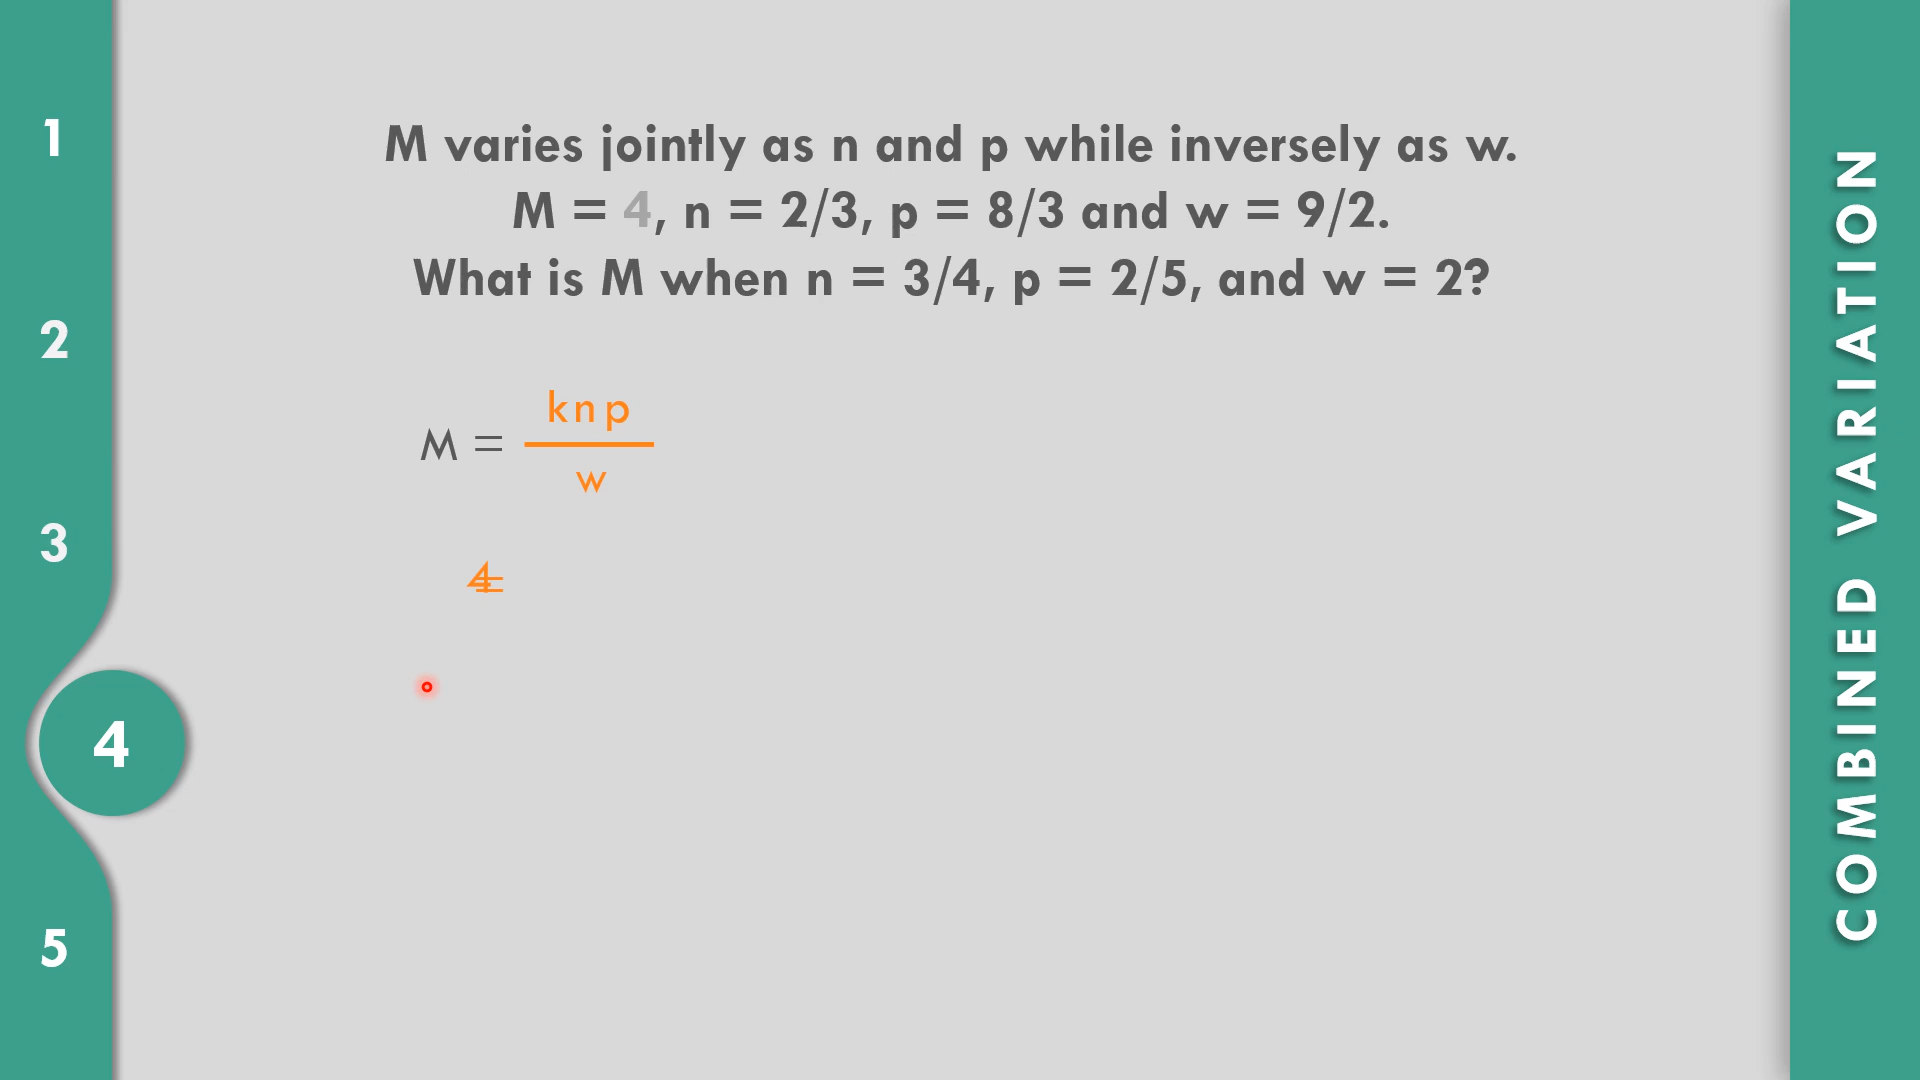 1
2
3
4
5
M varies jointly as n and p while inversely as w.
M = 4, n = 2/3, p = 8/3 and w = 9/2.
What is M when n = 3/4, p = 2/5, and w = 2?
k n p
M =
w
4=
COMBINED VARIATION